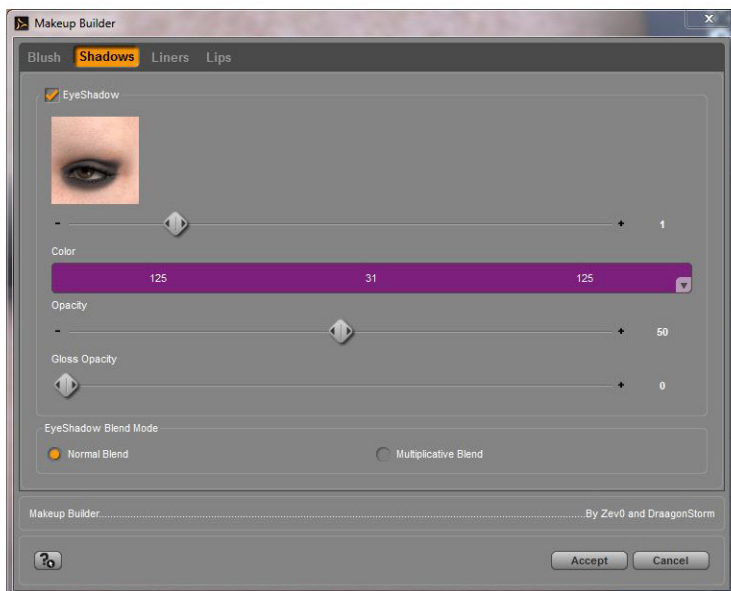 Makeup Builder
x
Blush Shadows Liners Lips
EyeShadow
- + 1
Color
125 31 125
Opacity
- + 50
Gloss Opacity
+ 0
EyeShadow Blend Mode
Normal Blend Multiplicative Blend
Makeup Builder..........................................................................................................................................................................By Zev0 and DraagonStorm
?
Accept Cancel